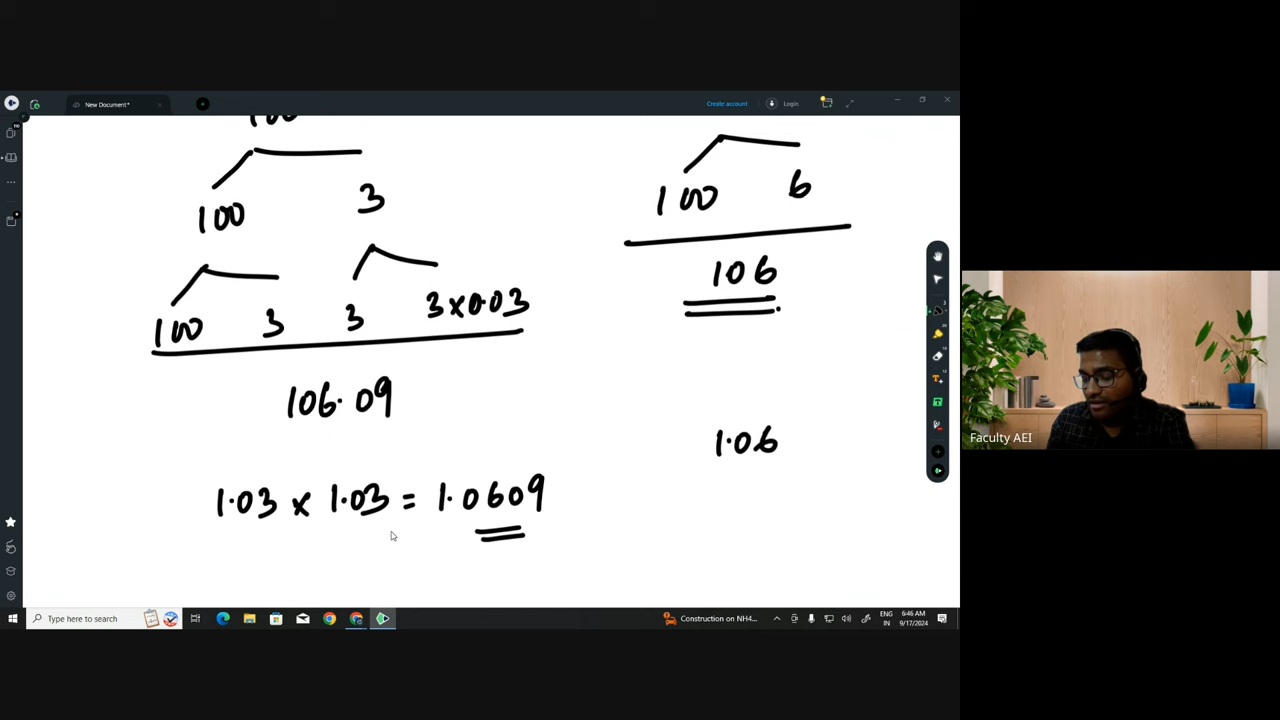 New Document*
Create account
Login
100
100 3
100 3 3 3×0.03
106.09
1.03 × 1.03 = 1.0609
100 6
106
1.06
Faculty AEI
Type here to search
Construction on NH4...
ENG
IN
6:46 AM
9/17/2024